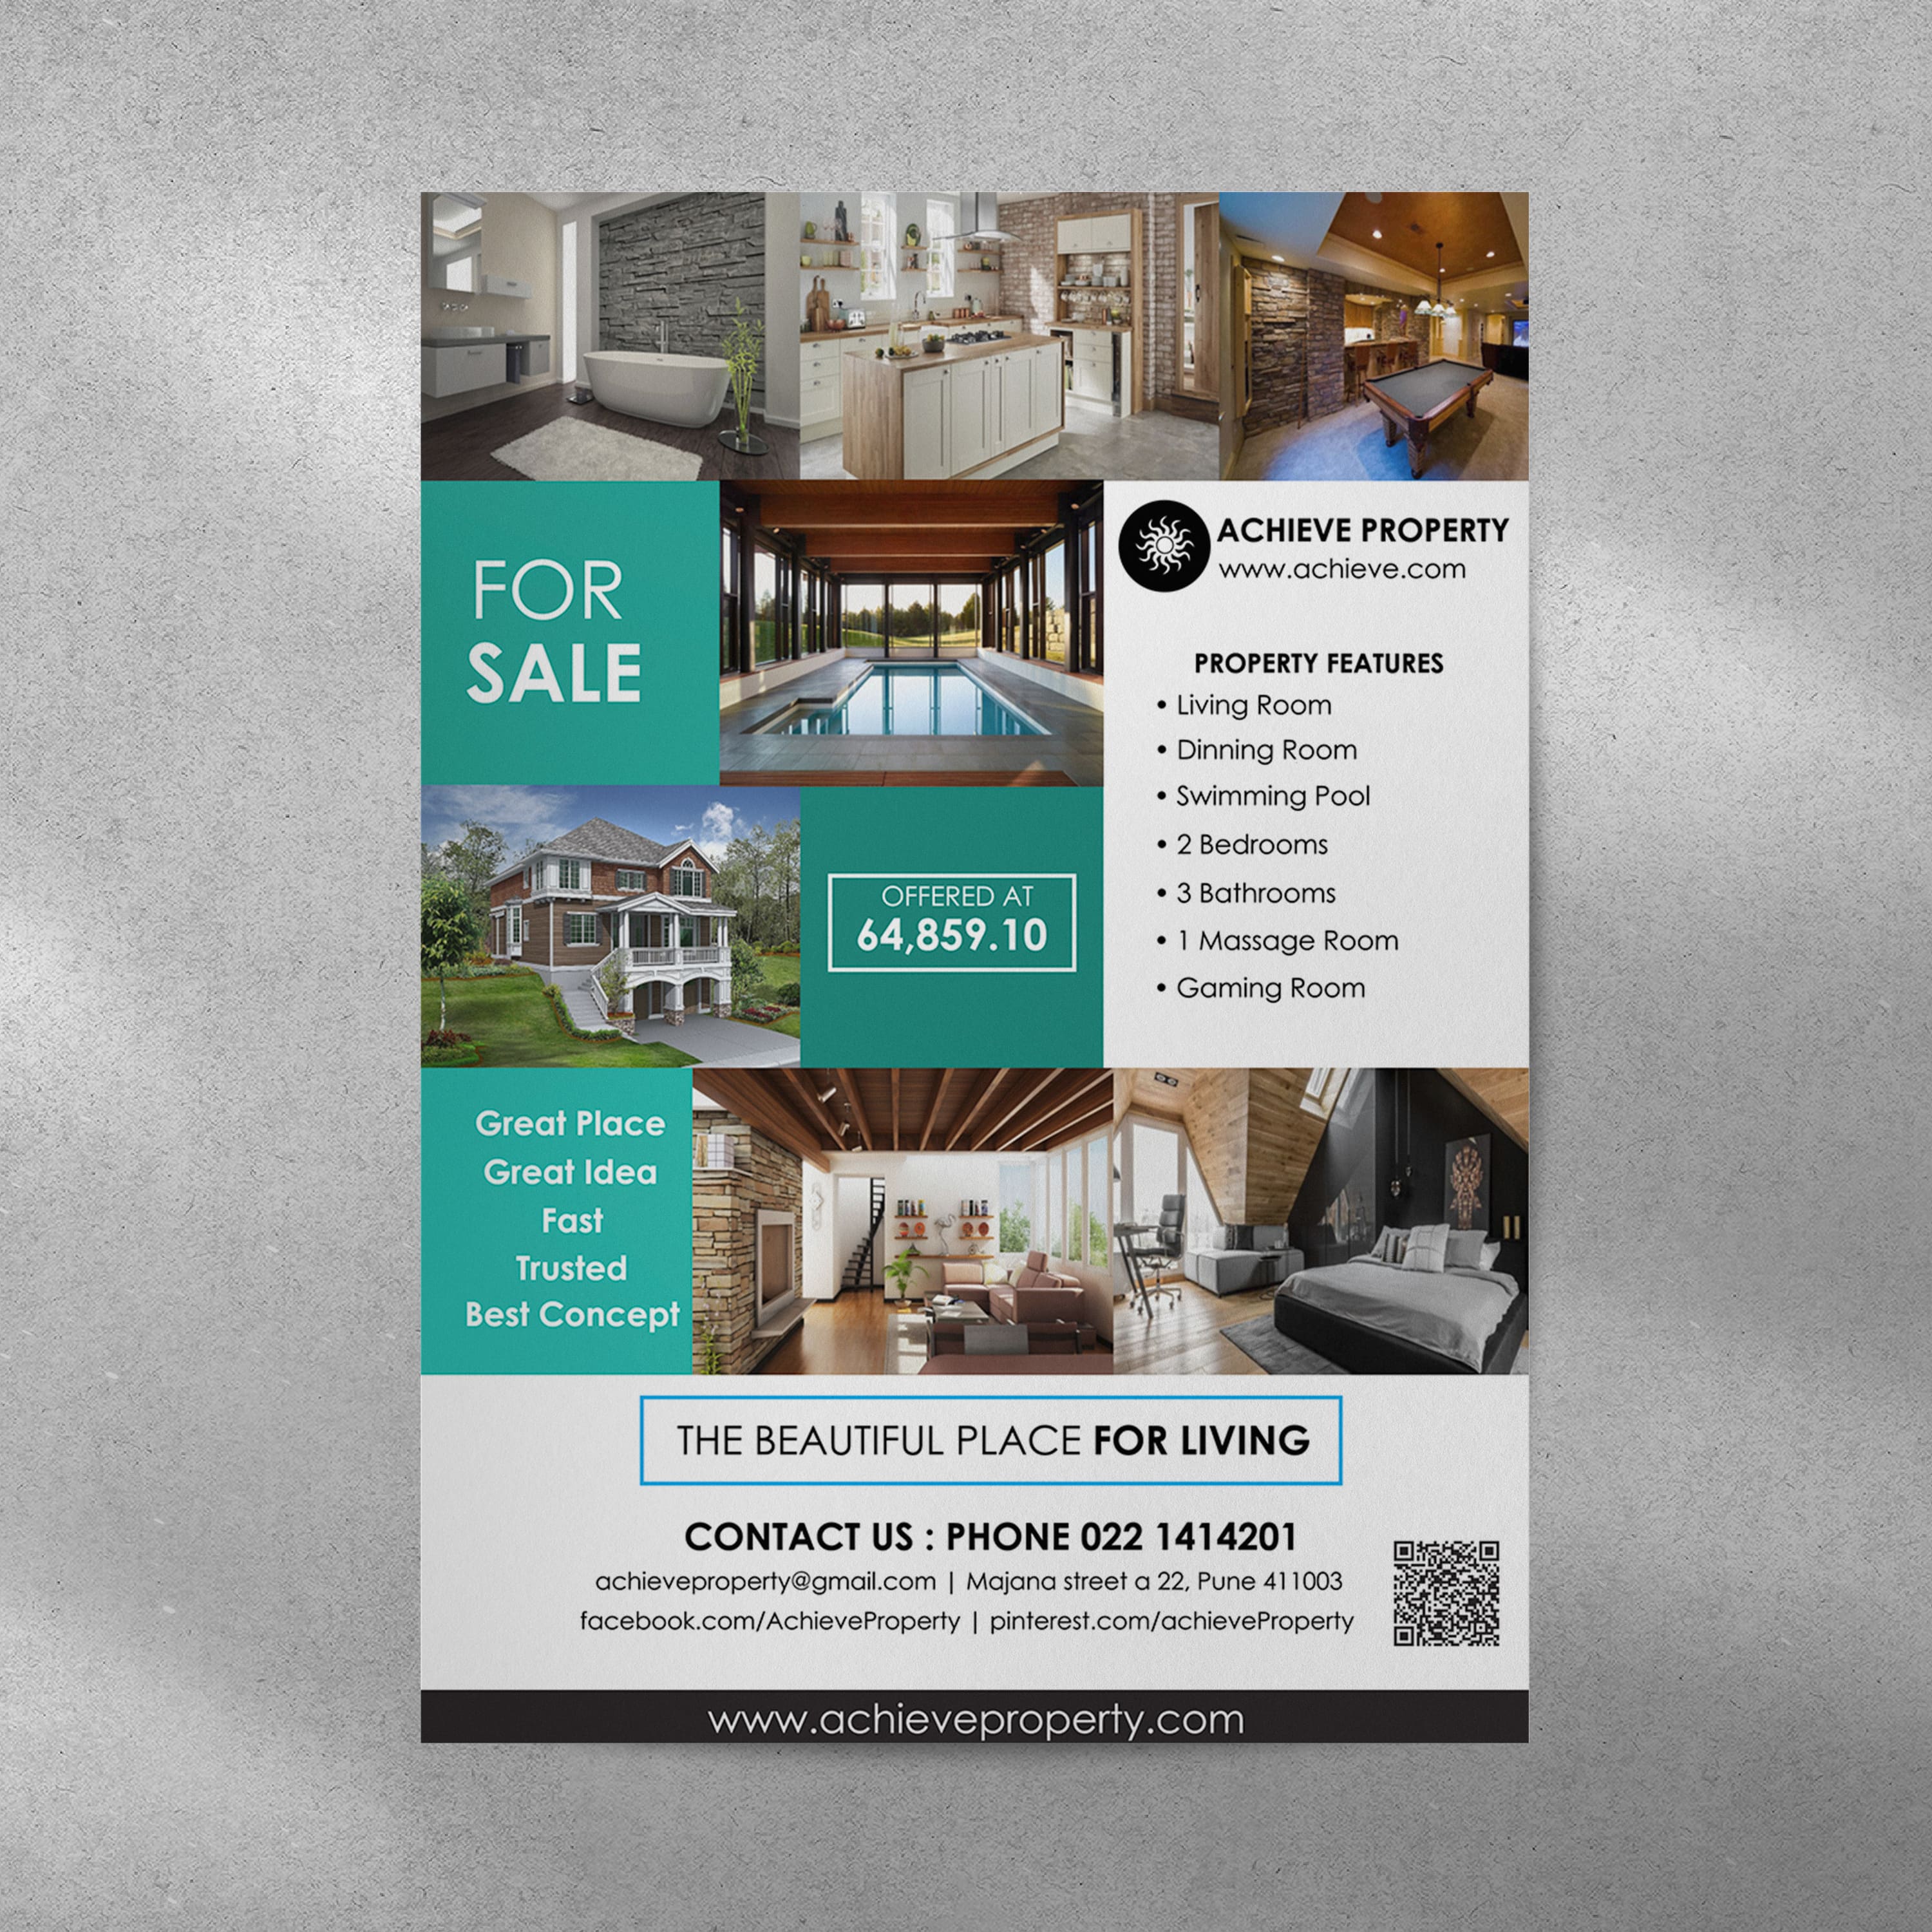 FOR
SALE
ACHIEVE PROPERTY
www.achieve.com
PROPERTY FEATURES
• Living Room
• Dinning Room
• Swimming Pool
• 2 Bedrooms
• 3 Bathrooms
• 1 Massage Room
• Gaming Room
OFFERED AT
64,859.10
Great Place
Great Idea
Fast
Trusted
Best Concept
THE BEAUTIFUL PLACE FOR LIVING
CONTACT US : PHONE 022 1414201
achieveproperty@gmail.com | Majana street a 22, Pune 411003
facebook.com/AchieveProperty | pinterest.com/achieveProperty
www.achieveproperty.com